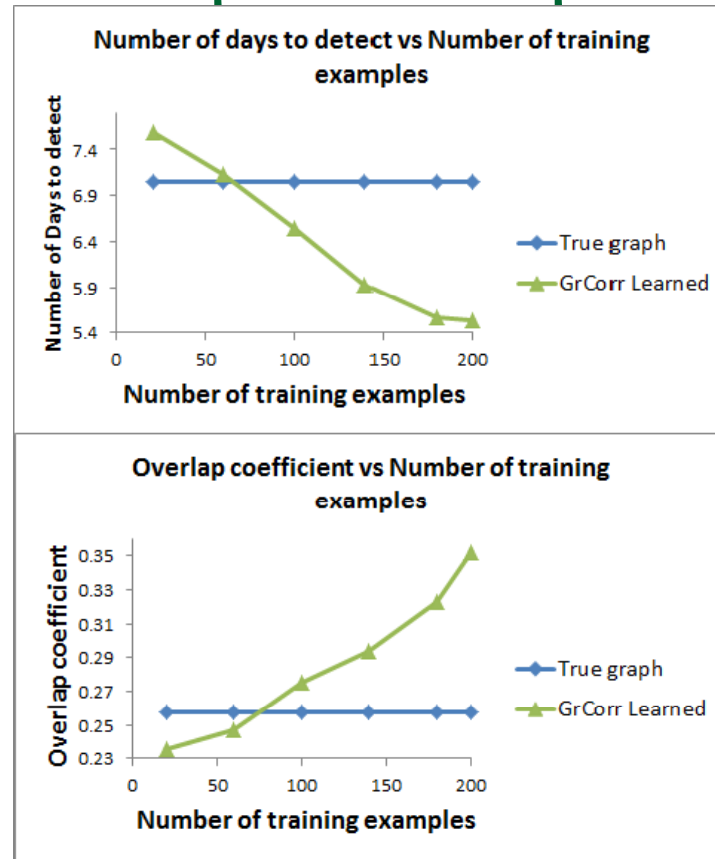 Number of days to detect vs Number of training
examples
Number of Days to detect
7.4
6.9
6.4
5.9
5.4
0 50 100 150 200
Number of training examples
True graph
GrCorr Learned
Overlap coefficient vs Number of training
examples
Overlap coefficient
0.35
0.33
0.31
0.29
0.27
0.25
0.23
0 50 100 150 200
Number of training examples
True graph
GrCorr Learned